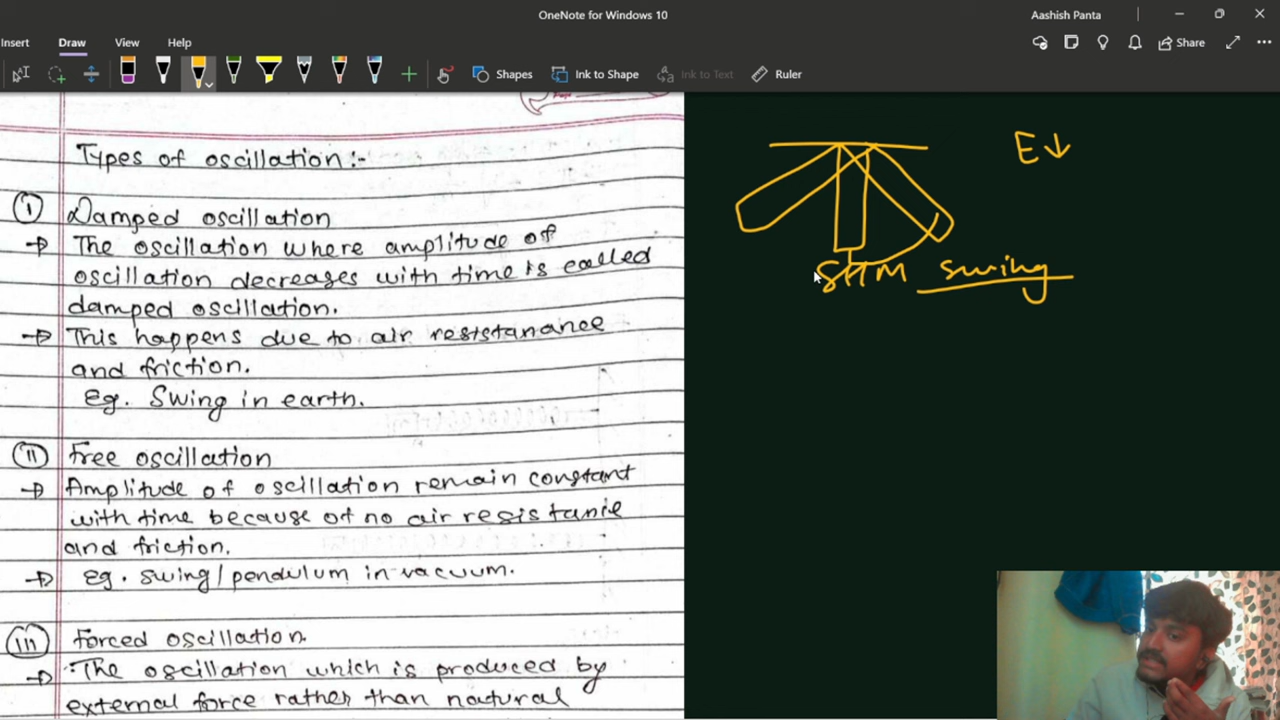 OneNote for Windows 10
Aashish Panta
Insert
Draw
View
Help
Share
Shapes
Ink to Shape
Ink to Text
Ruler
Types of oscillation:-
(i) Damped oscillation
→ The oscillation where amplitude of
oscillation decreases with time is called
damped oscillation.
→ This happens due to air resistanance
and friction.
Eg. Swing in earth.
(ii) Free oscillation
→ Amplitude of oscillation remain constant
with time because of no air resistance
and friction.
→ Eg. swing/pendulum in vacuum.
(iii) Forced oscillation.
→ The oscillation which is produced by
external force rather than natural
E↓
SHM swing